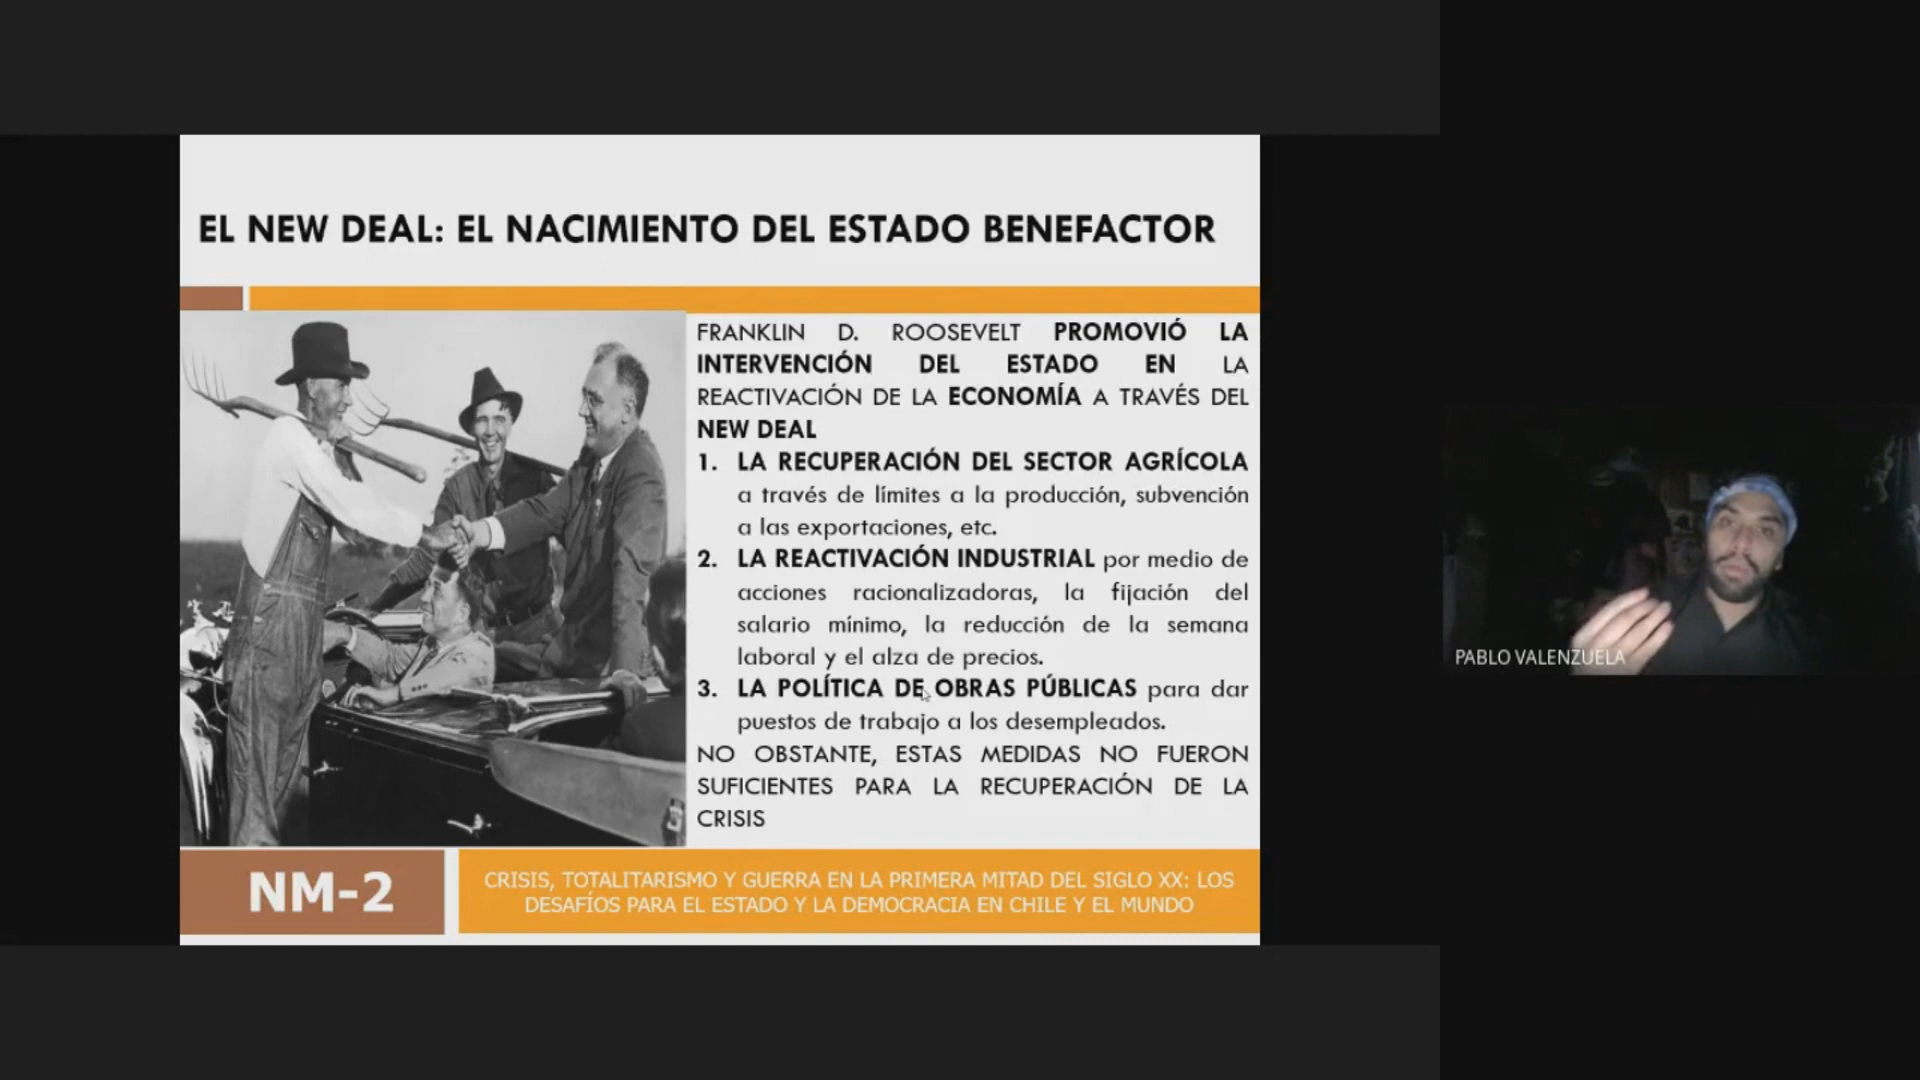 EL NEW DEAL: EL NACIMIENTO DEL ESTADO BENEFACTOR
FRANKLIN D. ROOSEVELT PROMOVIÓ LA
INTERVENCIÓN DEL ESTADO EN LA
REACTIVACIÓN DE LA ECONOMÍA A TRAVÉS DEL
NEW DEAL
1. LA RECUPERACIÓN DEL SECTOR AGRÍCOLA
a través de límites a la producción, subvención
a las exportaciones, etc.
2. LA REACTIVACIÓN INDUSTRIAL por medio de
acciones racionalizadoras, la fijación del
salario mínimo, la reducción de la semana
laboral y el alza de precios.
3. LA POLÍTICA DE OBRAS PÚBLICAS para dar
puestos de trabajo a los desempleados.
NO OBSTANTE, ESTAS MEDIDAS NO FUERON
SUFICIENTES PARA LA RECUPERACIÓN DE LA
CRISIS
NM-2
CRISIS, TOTALITARISMO Y GUERRA EN LA PRIMERA MITAD DEL SIGLO XX: LOS
DESAFÍOS PARA EL ESTADO Y LA DEMOCRACIA EN CHILE Y EL MUNDO
PABLO VALENZUELA